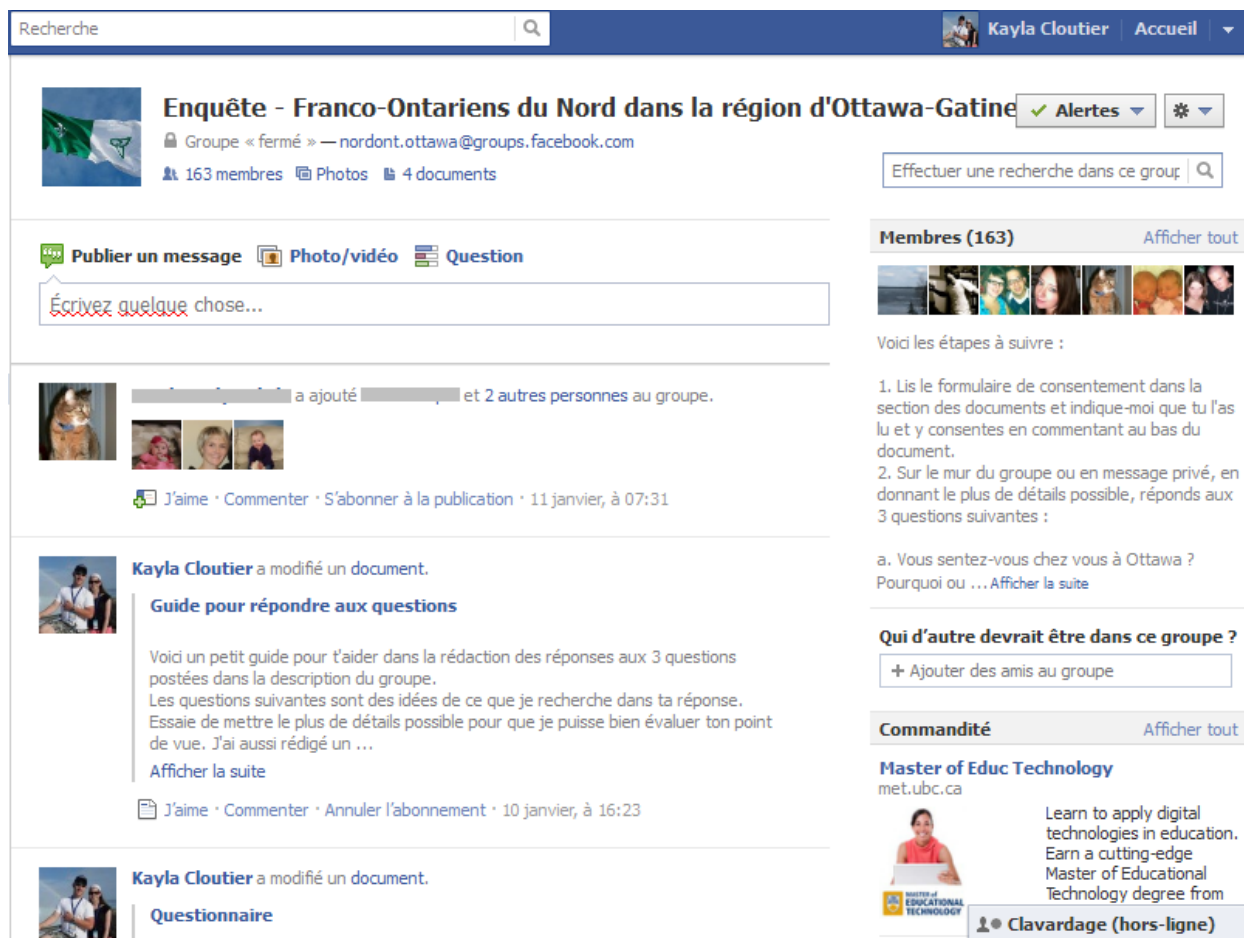 Recherche
Kayla Cloutier Accueil
Enquête - Franco-Ontariens du Nord dans la région d'Ottawa-Gatine
Alertes
Groupe « fermé » — nordont.ottawa@groups.facebook.com
163 membres Photos 4 documents
Effectuer une recherche dans ce group
Publier un message Photo/vidéo Question
Écrivez quelque chose...
a ajouté et 2 autres personnes au groupe.
J'aime · Commenter · S'abonner à la publication · 11 janvier, à 07:31
Kayla Cloutier a modifié un document.
Guide pour répondre aux questions
Voici un petit guide pour t'aider dans la rédaction des réponses aux 3 questions
postées dans la description du groupe.
Les questions suivantes sont des idées de ce que je recherche dans ta réponse.
Essaie de mettre le plus de détails possible pour que je puisse bien évaluer ton point
de vue. J'ai aussi rédigé un ...
Afficher la suite
J'aime · Commenter · Annuler l'abonnement · 10 janvier, à 16:23
Kayla Cloutier a modifié un document.
Questionnaire
Membres (163) Afficher tout
Voici les étapes à suivre :
1. Lis le formulaire de consentement dans la
section des documents et indique-moi que tu l'as
lu et y consentes en commentant au bas du
document.
2. Sur le mur du groupe ou en message privé, en
donnant le plus de détails possible, réponds aux
3 questions suivantes :
a. Vous sentez-vous chez vous à Ottawa ?
Pourquoi ou ... Afficher la suite
Qui d'autre devrait être dans ce groupe ?
+ Ajouter des amis au groupe
Commandité Afficher tout
Master of Educ Technology
met.ubc.ca
Learn to apply digital
technologies in education.
Earn a cutting-edge
Master of Educational
Technology degree from
MASTER of
EDUCATIONAL
TECHNOLOGY
Clavardage (hors-ligne)